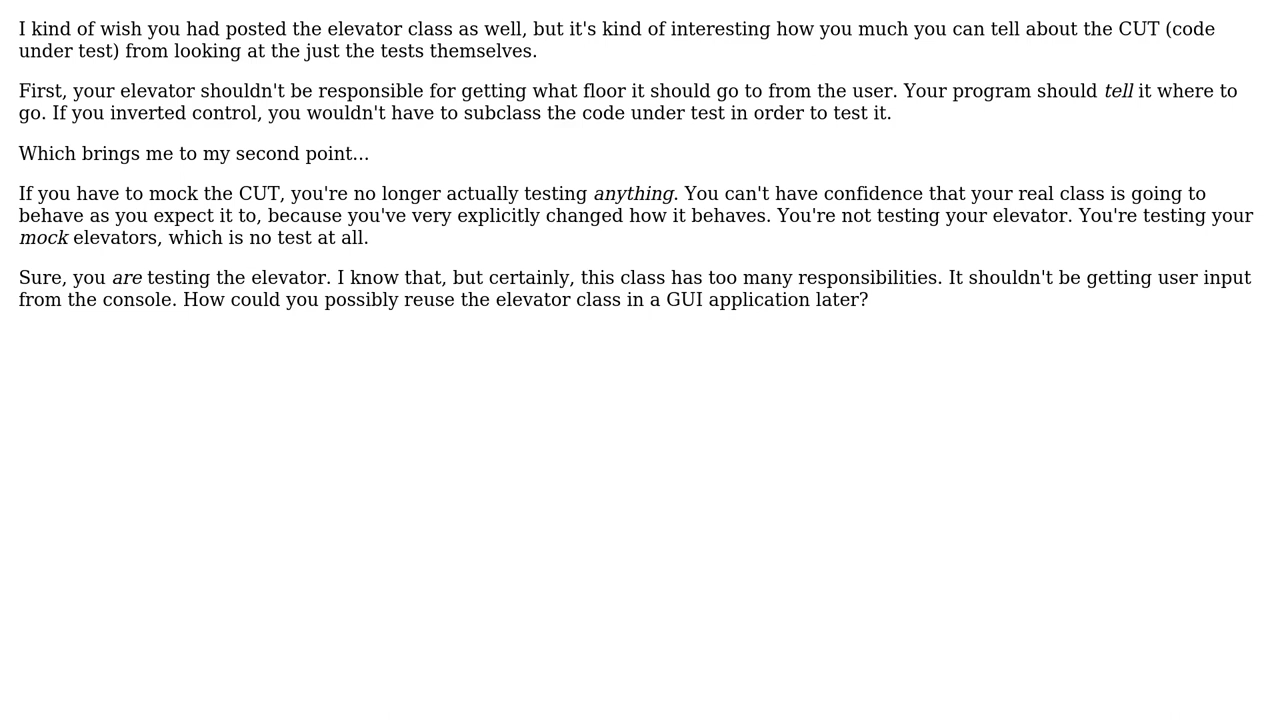 I kind of wish you had posted the elevator class as well, but it's kind of interesting how you much you can tell about the CUT (code
under test) from looking at the just the tests themselves.
First, your elevator shouldn't be responsible for getting what floor it should go to from the user. Your program should tell it where to
go. If you inverted control, you wouldn't have to subclass the code under test in order to test it.
Which brings me to my second point...
If you have to mock the CUT, you're no longer actually testing anything. You can't have confidence that your real class is going to
behave as you expect it to, because you've very explicitly changed how it behaves. You're not testing your elevator. You're testing your
mock elevators, which is no test at all.
Sure, you are testing the elevator. I know that, but certainly, this class has too many responsibilities. It shouldn't be getting user input
from the console. How could you possibly reuse the elevator class in a GUI application later?